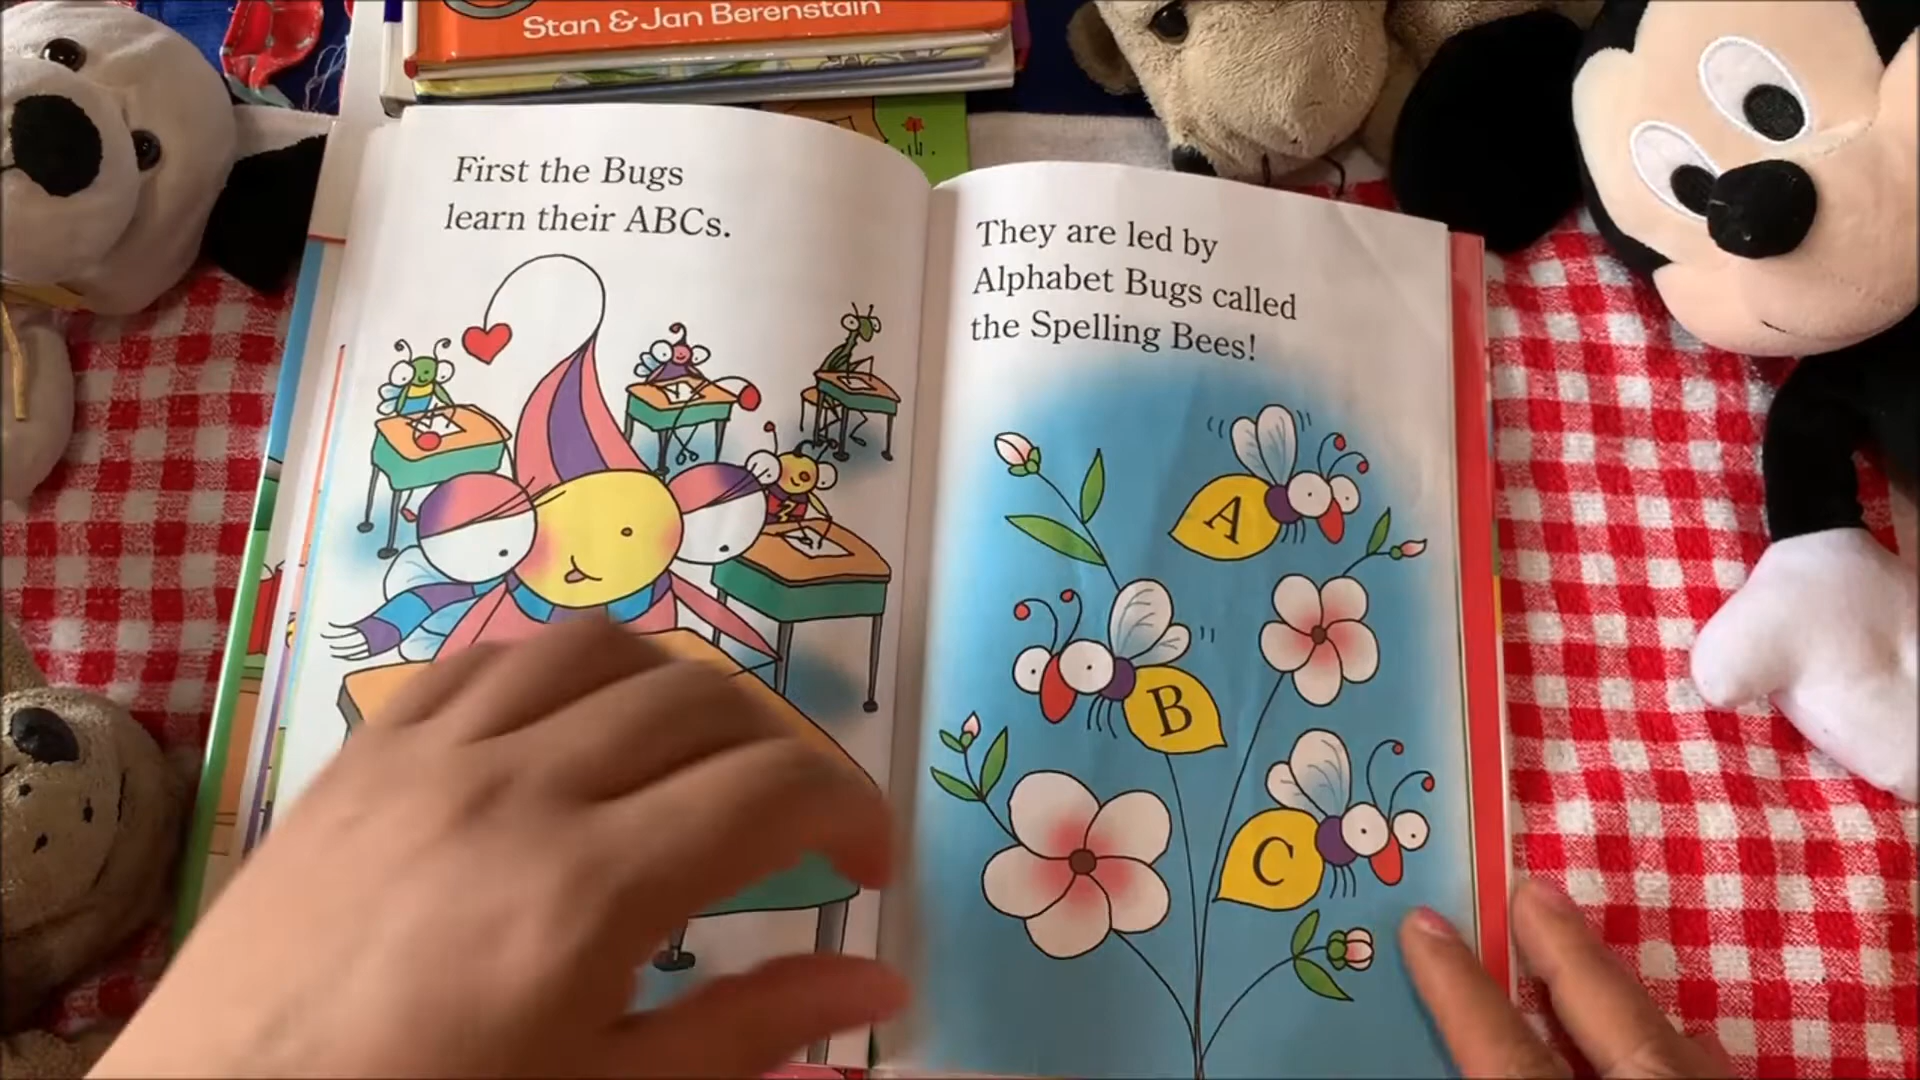 Stan & Jan Berenstain
First the Bugs
learn their ABCs.
They are led by
Alphabet Bugs called
the Spelling Bees!
A
B
C